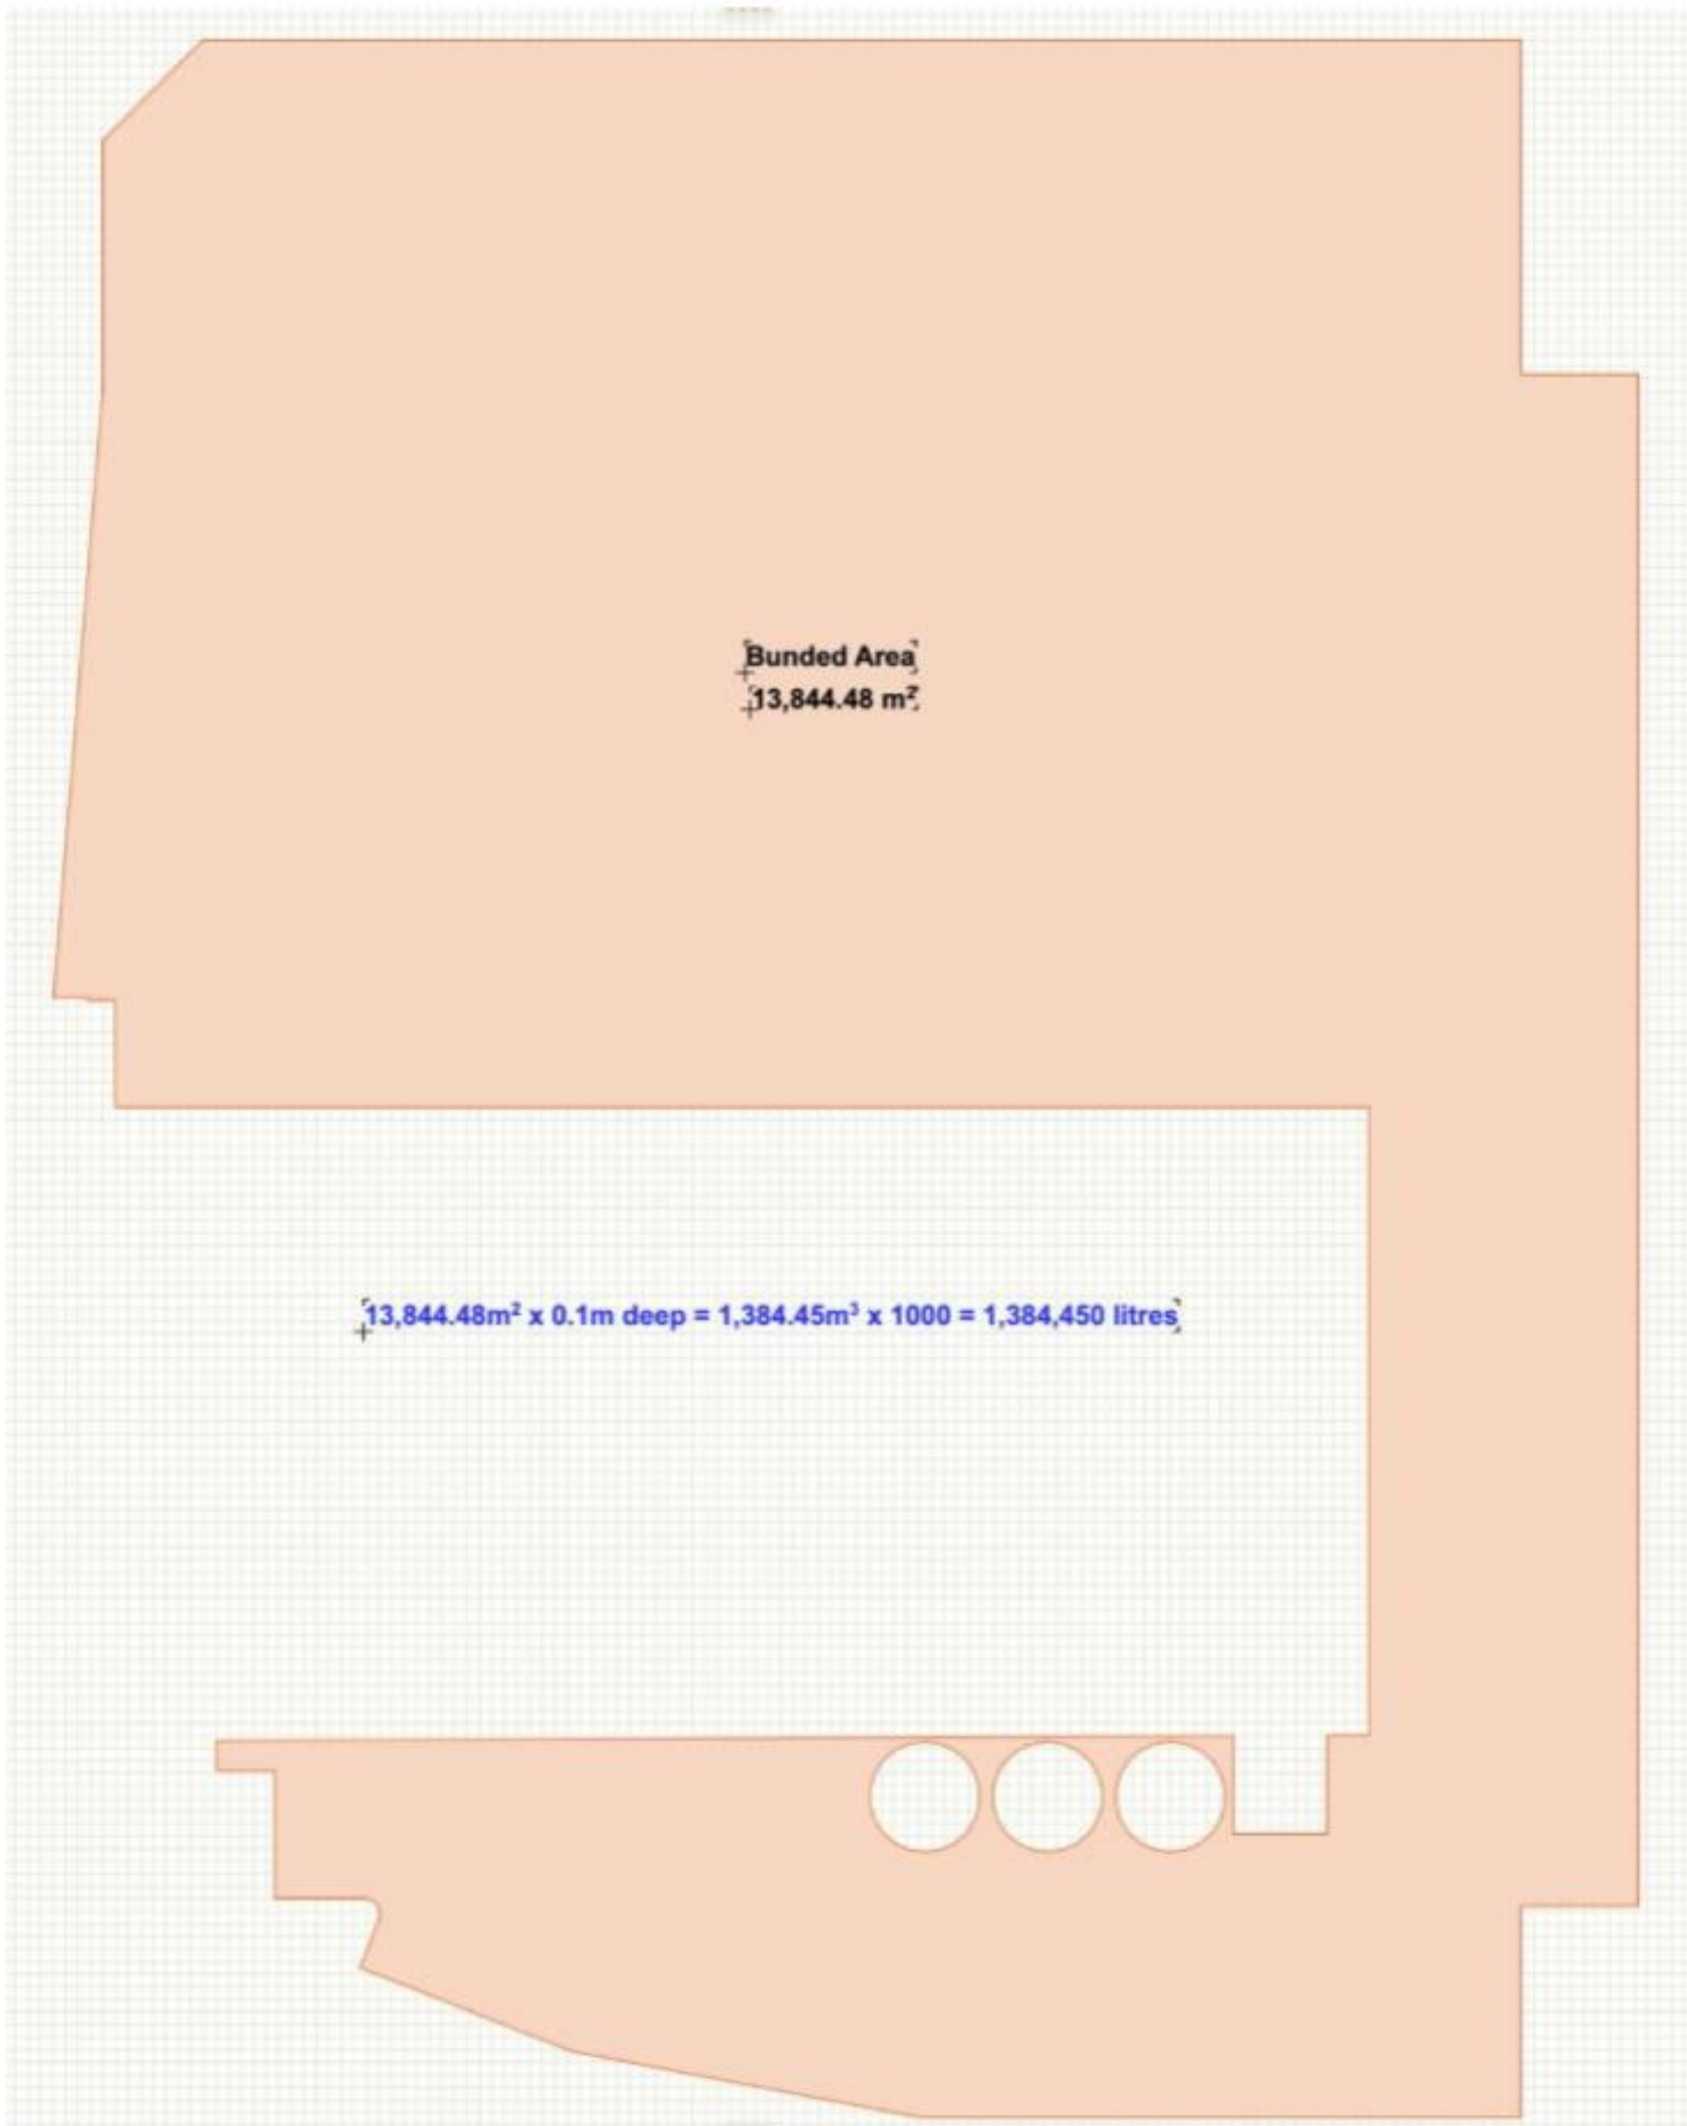 Bunded Area
13,844.48 m²
13,844.48m² x 0.1m deep = 1,384.45m³ x 1000 = 1,384,450 litres